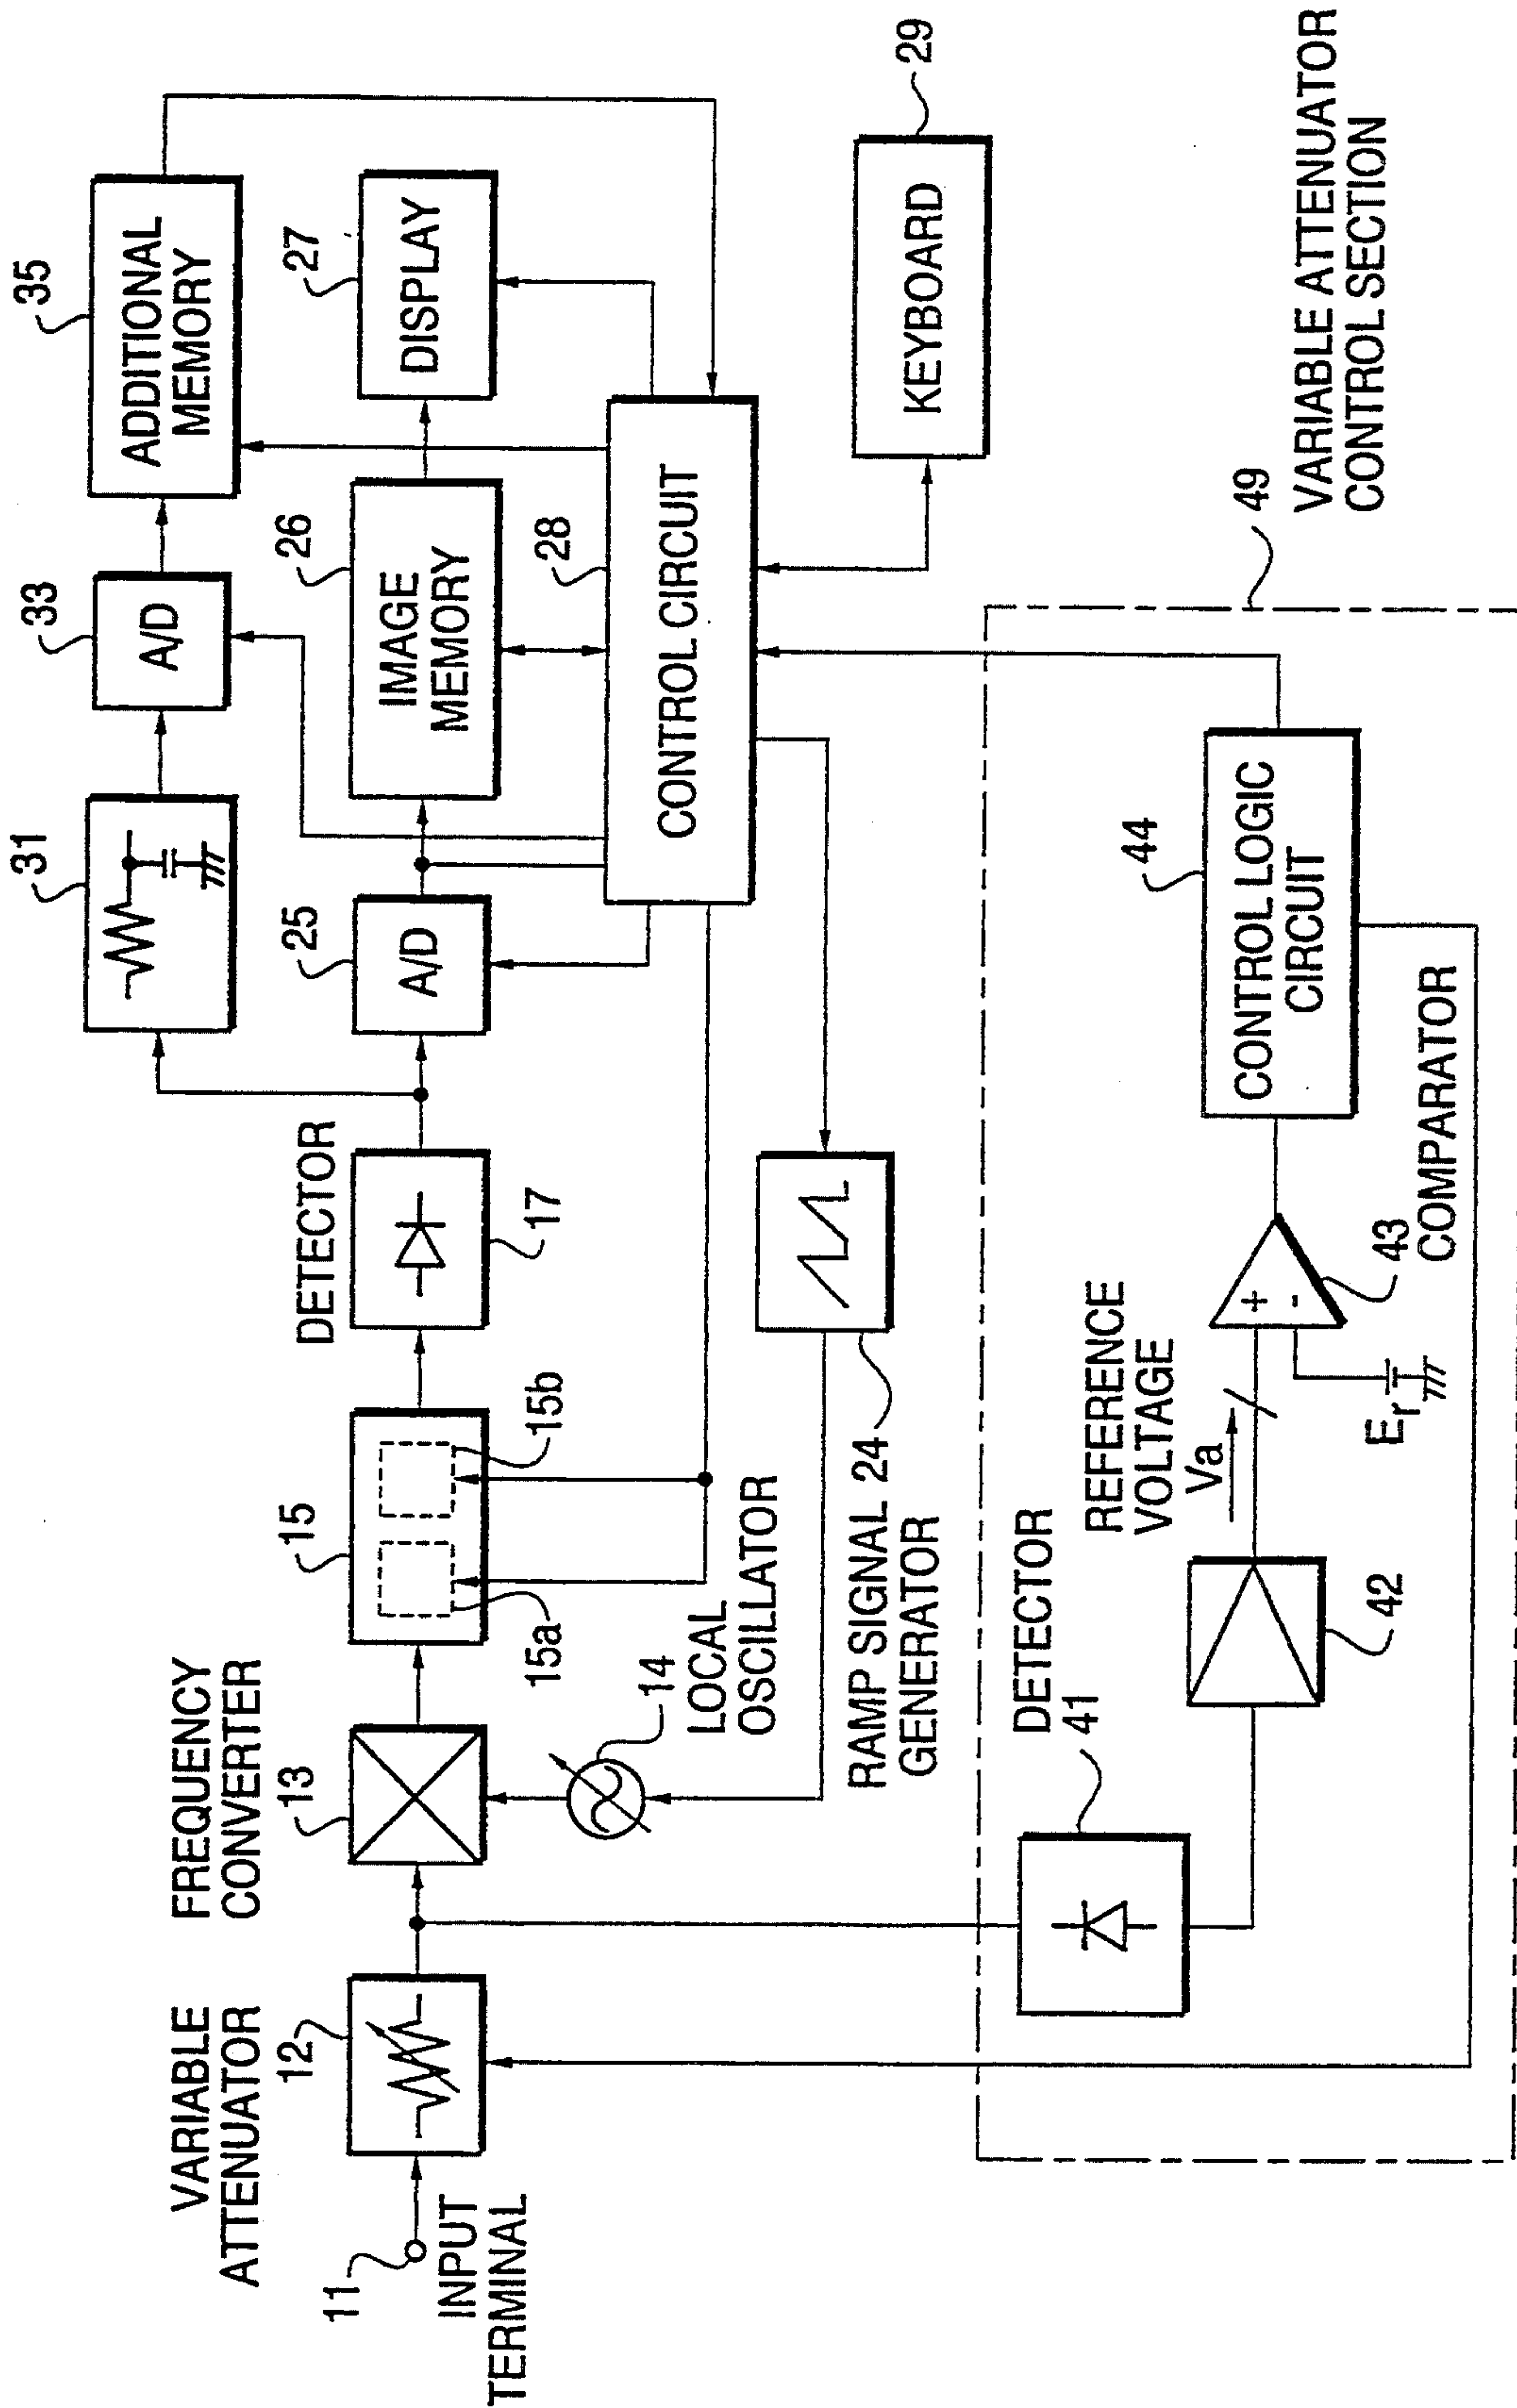 VARIABLE
ATTENUATOR
12
11
INPUT
TERMINAL
FREQUENCY
CONVERTER
13
14
LOCAL
OSCILLATOR
15
15a
15b
DETECTOR
17
RAMP SIGNAL
GENERATOR
24
31
25
A/D
33
A/D
35
ADDITIONAL
MEMORY
26
IMAGE
MEMORY
27
DISPLAY
28
CONTROL CIRCUIT
29
KEYBOARD
49
VARIABLE ATTENUATOR
CONTROL SECTION
DETECTOR
41
42
REFERENCE
VOLTAGE
Va
Er
+
-
43
COMPARATOR
44
CONTROL LOGIC
CIRCUIT